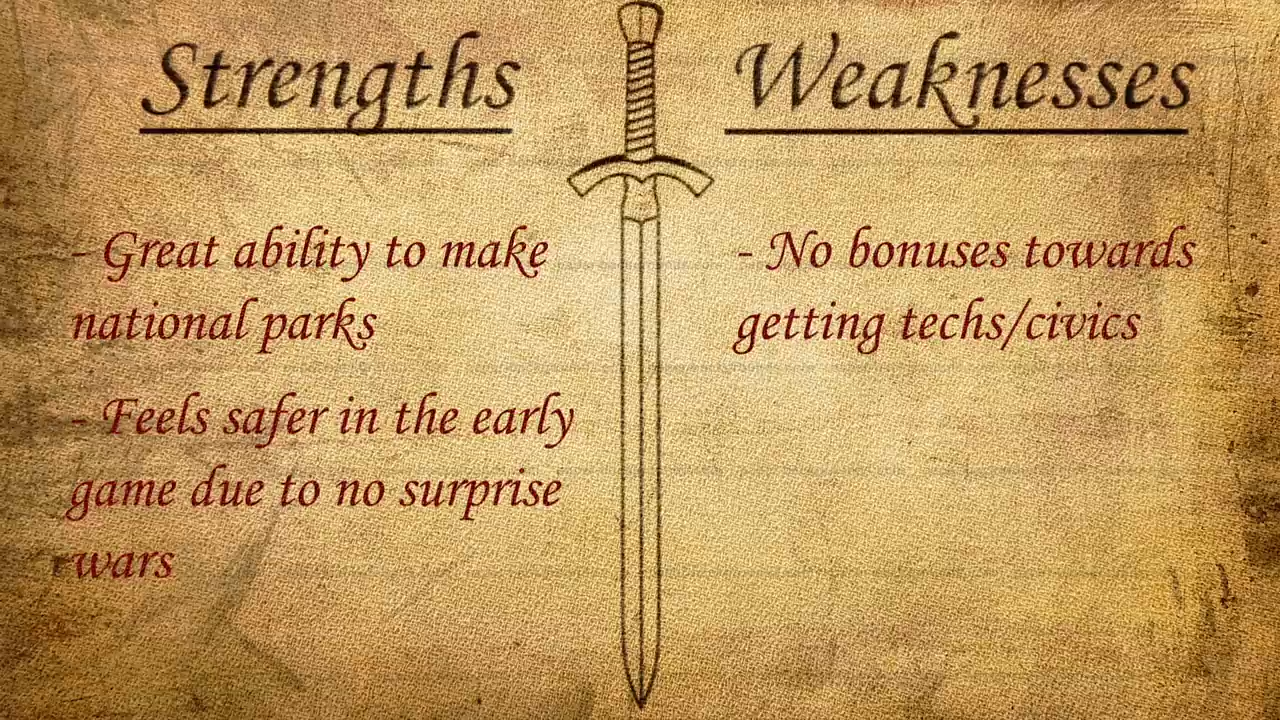 Strengths
- Great ability to make
national parks
- Feels safer in the early
game due to no surprise
wars
Weaknesses
- No bonuses towards
getting techs/civics